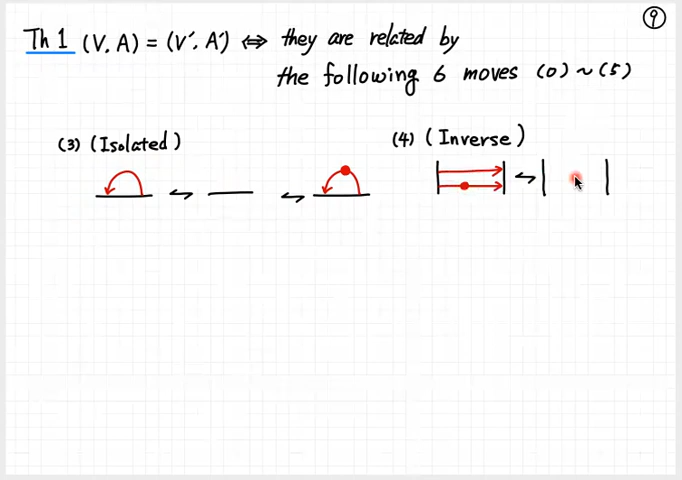 9
Th 1 (V, A) = (V', A') ⇔ they are related by
the following 6 moves (0) ~ (5)
(3) (Isolated)
(4) (Inverse)